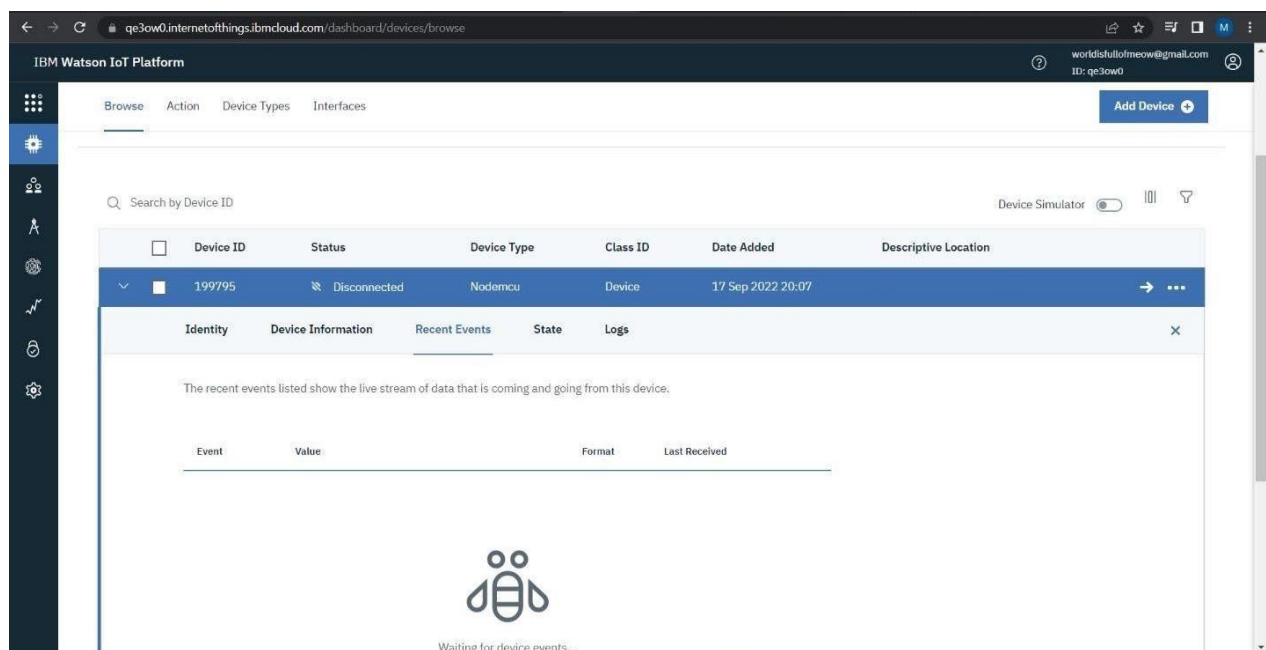 qe3ow0.internetofthings.ibmcloud.com/dashboard/devices/browse
M
IBM Watson IoT Platform
worldisfullofmeow@gmail.com
ID: qe3ow0
Browse Action Device Types Interfaces
Add Device
Search by Device ID
Device Simulator
Device ID Status Device Type Class ID Date Added Descriptive Location
199795 Disconnected Nodemcu Device 17 Sep 2022 20:07
Identity Device Information Recent Events State Logs
The recent events listed show the live stream of data that is coming and going from this device.
Event Value Format Last Received
Waiting for device events...